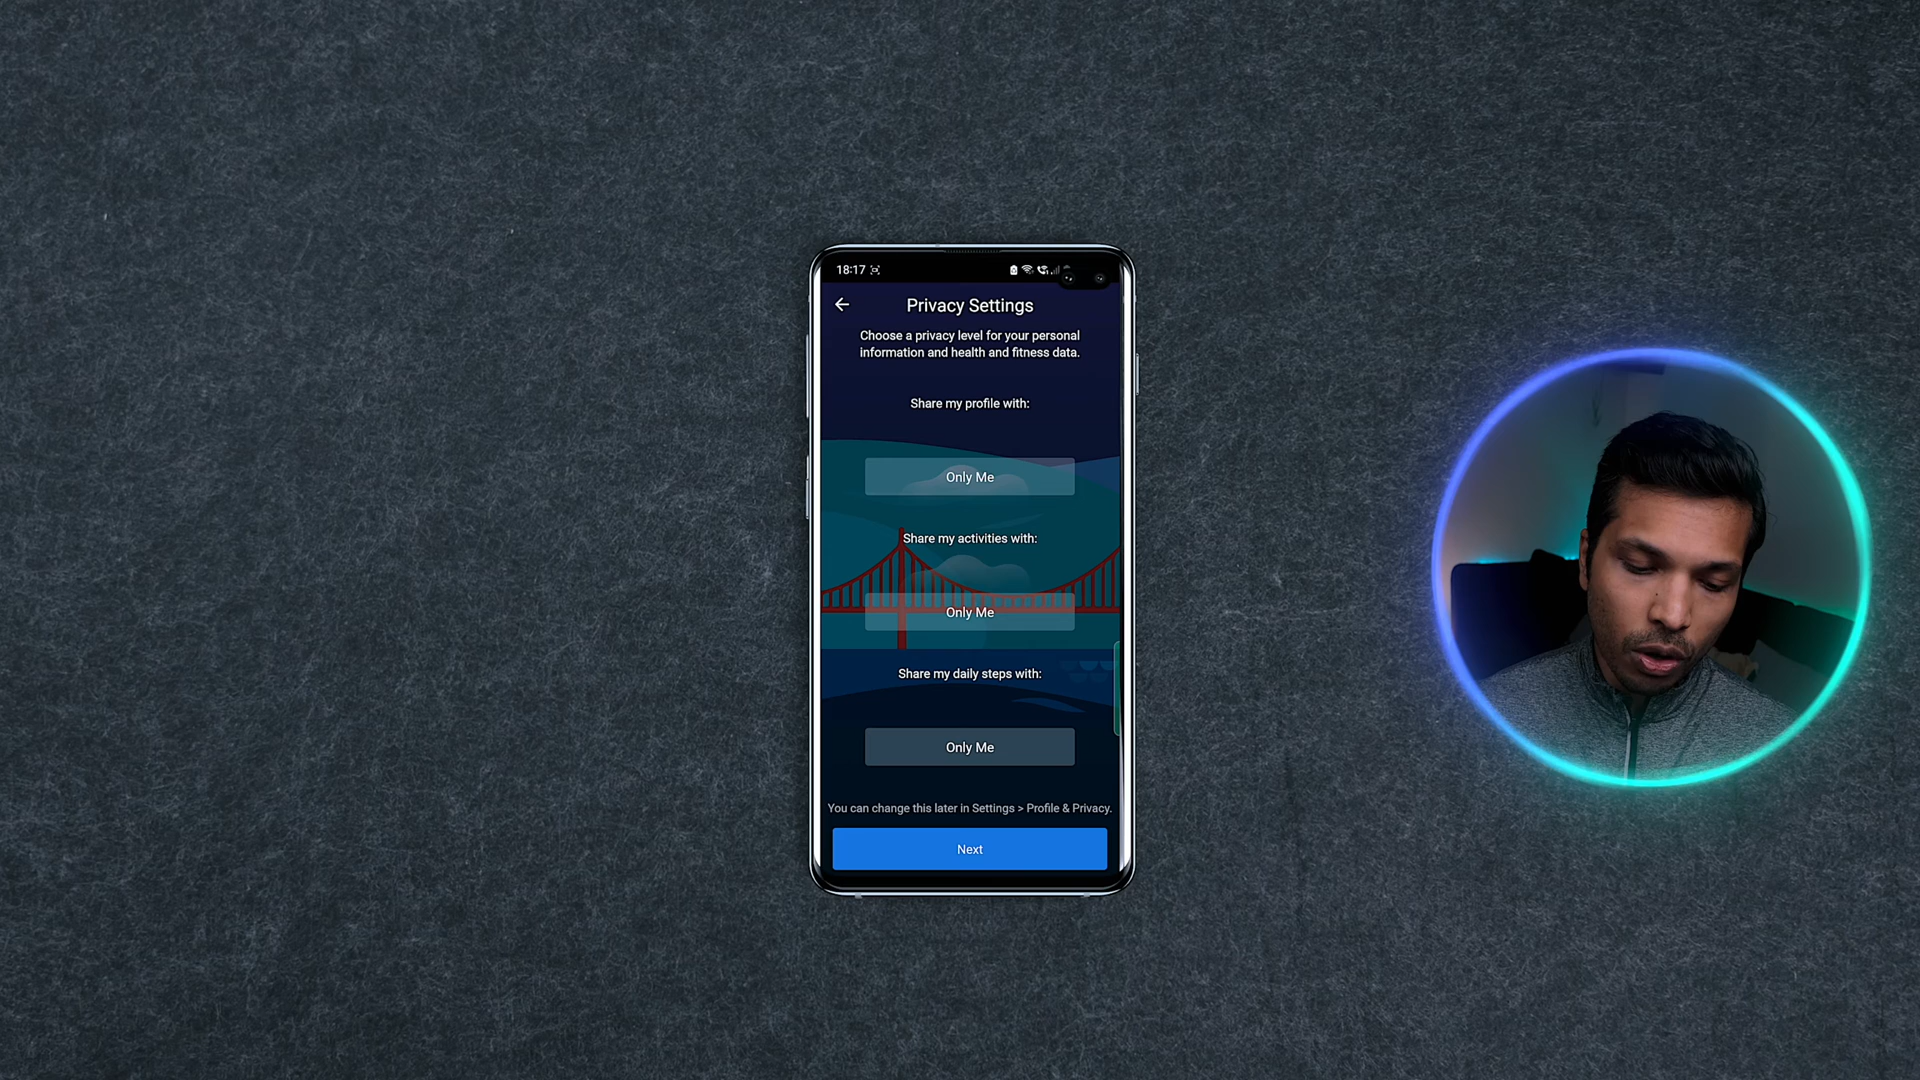 18:17
Privacy Settings
Choose a privacy level for your personal
information and health and fitness data.
Share my profile with:
Only Me
Share my activities with:
Only Me
Share my daily steps with:
Only Me
You can change this later in Settings > Profile & Privacy.
Next